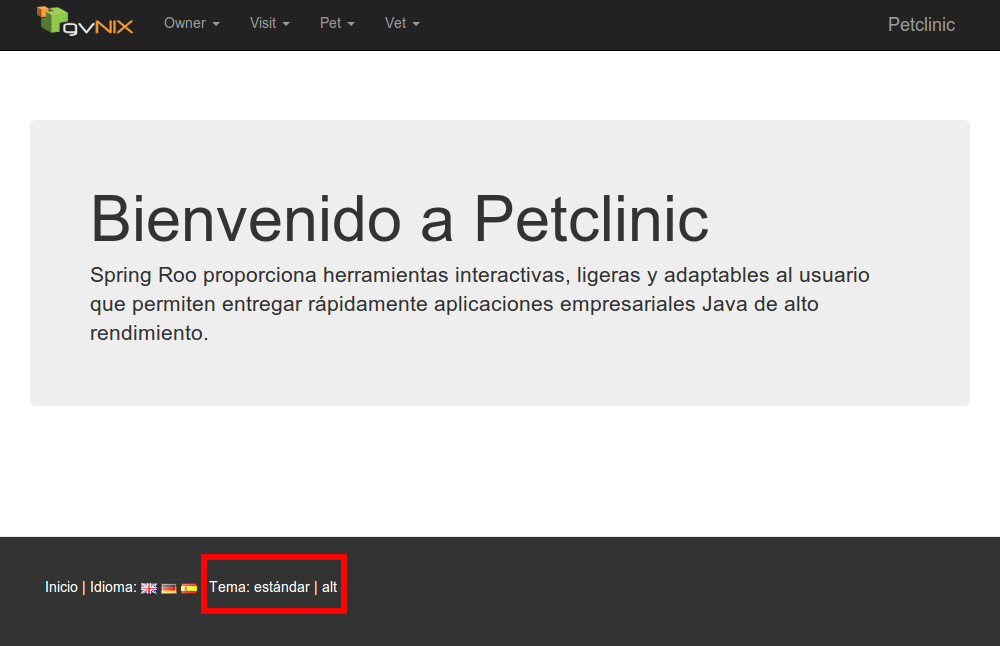 gvNIX Owner Visit Pet Vet Petclinic
Bienvenido a Petclinic
Spring Roo proporciona herramientas interactivas, ligeras y adaptables al usuario
que permiten entregar rápidamente aplicaciones empresariales Java de alto
rendimiento.
Inicio | Idioma: Tema: estándar | alt